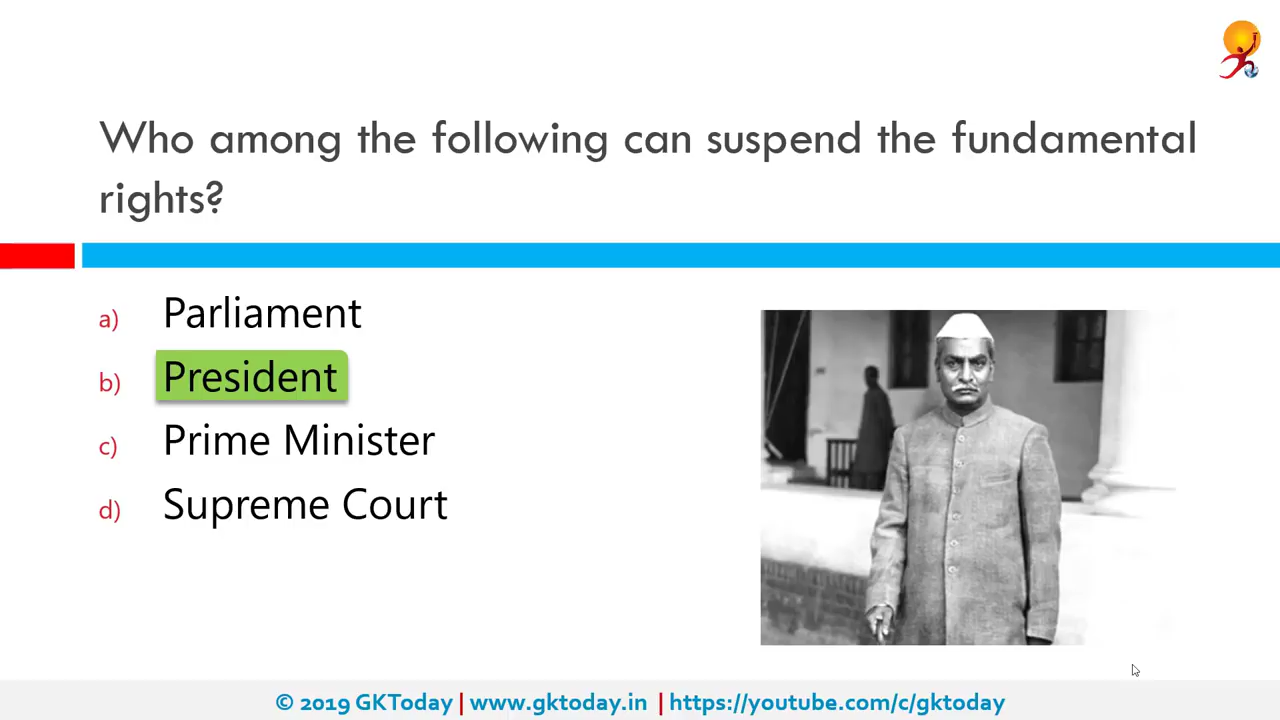 Who among the following can suspend the fundamental
rights?
a) Parliament
b) President
c) Prime Minister
d) Supreme Court
© 2019 GKToday | www.gktoday.in | https://youtube.com/c/gktoday